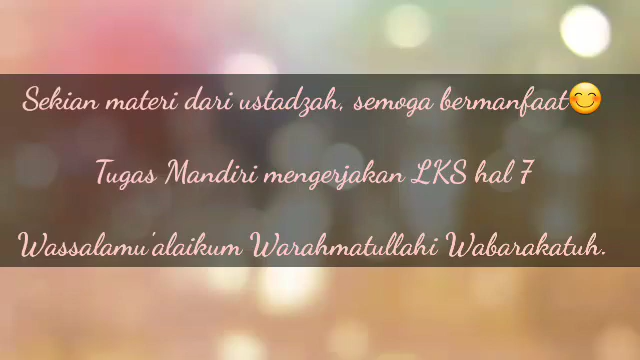 Sekian materi dari ustadzah, semoga bermanfaat😊
Tugas Mandiri mengerjakan LKS hal 7
Wassalamu'alaikum Warahmatullahi Wabarakatuh.